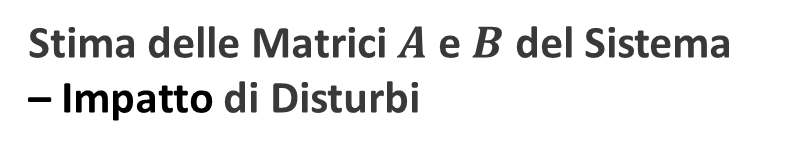 Stima delle Matrici A e B del Sistema
– Impatto di Disturbi